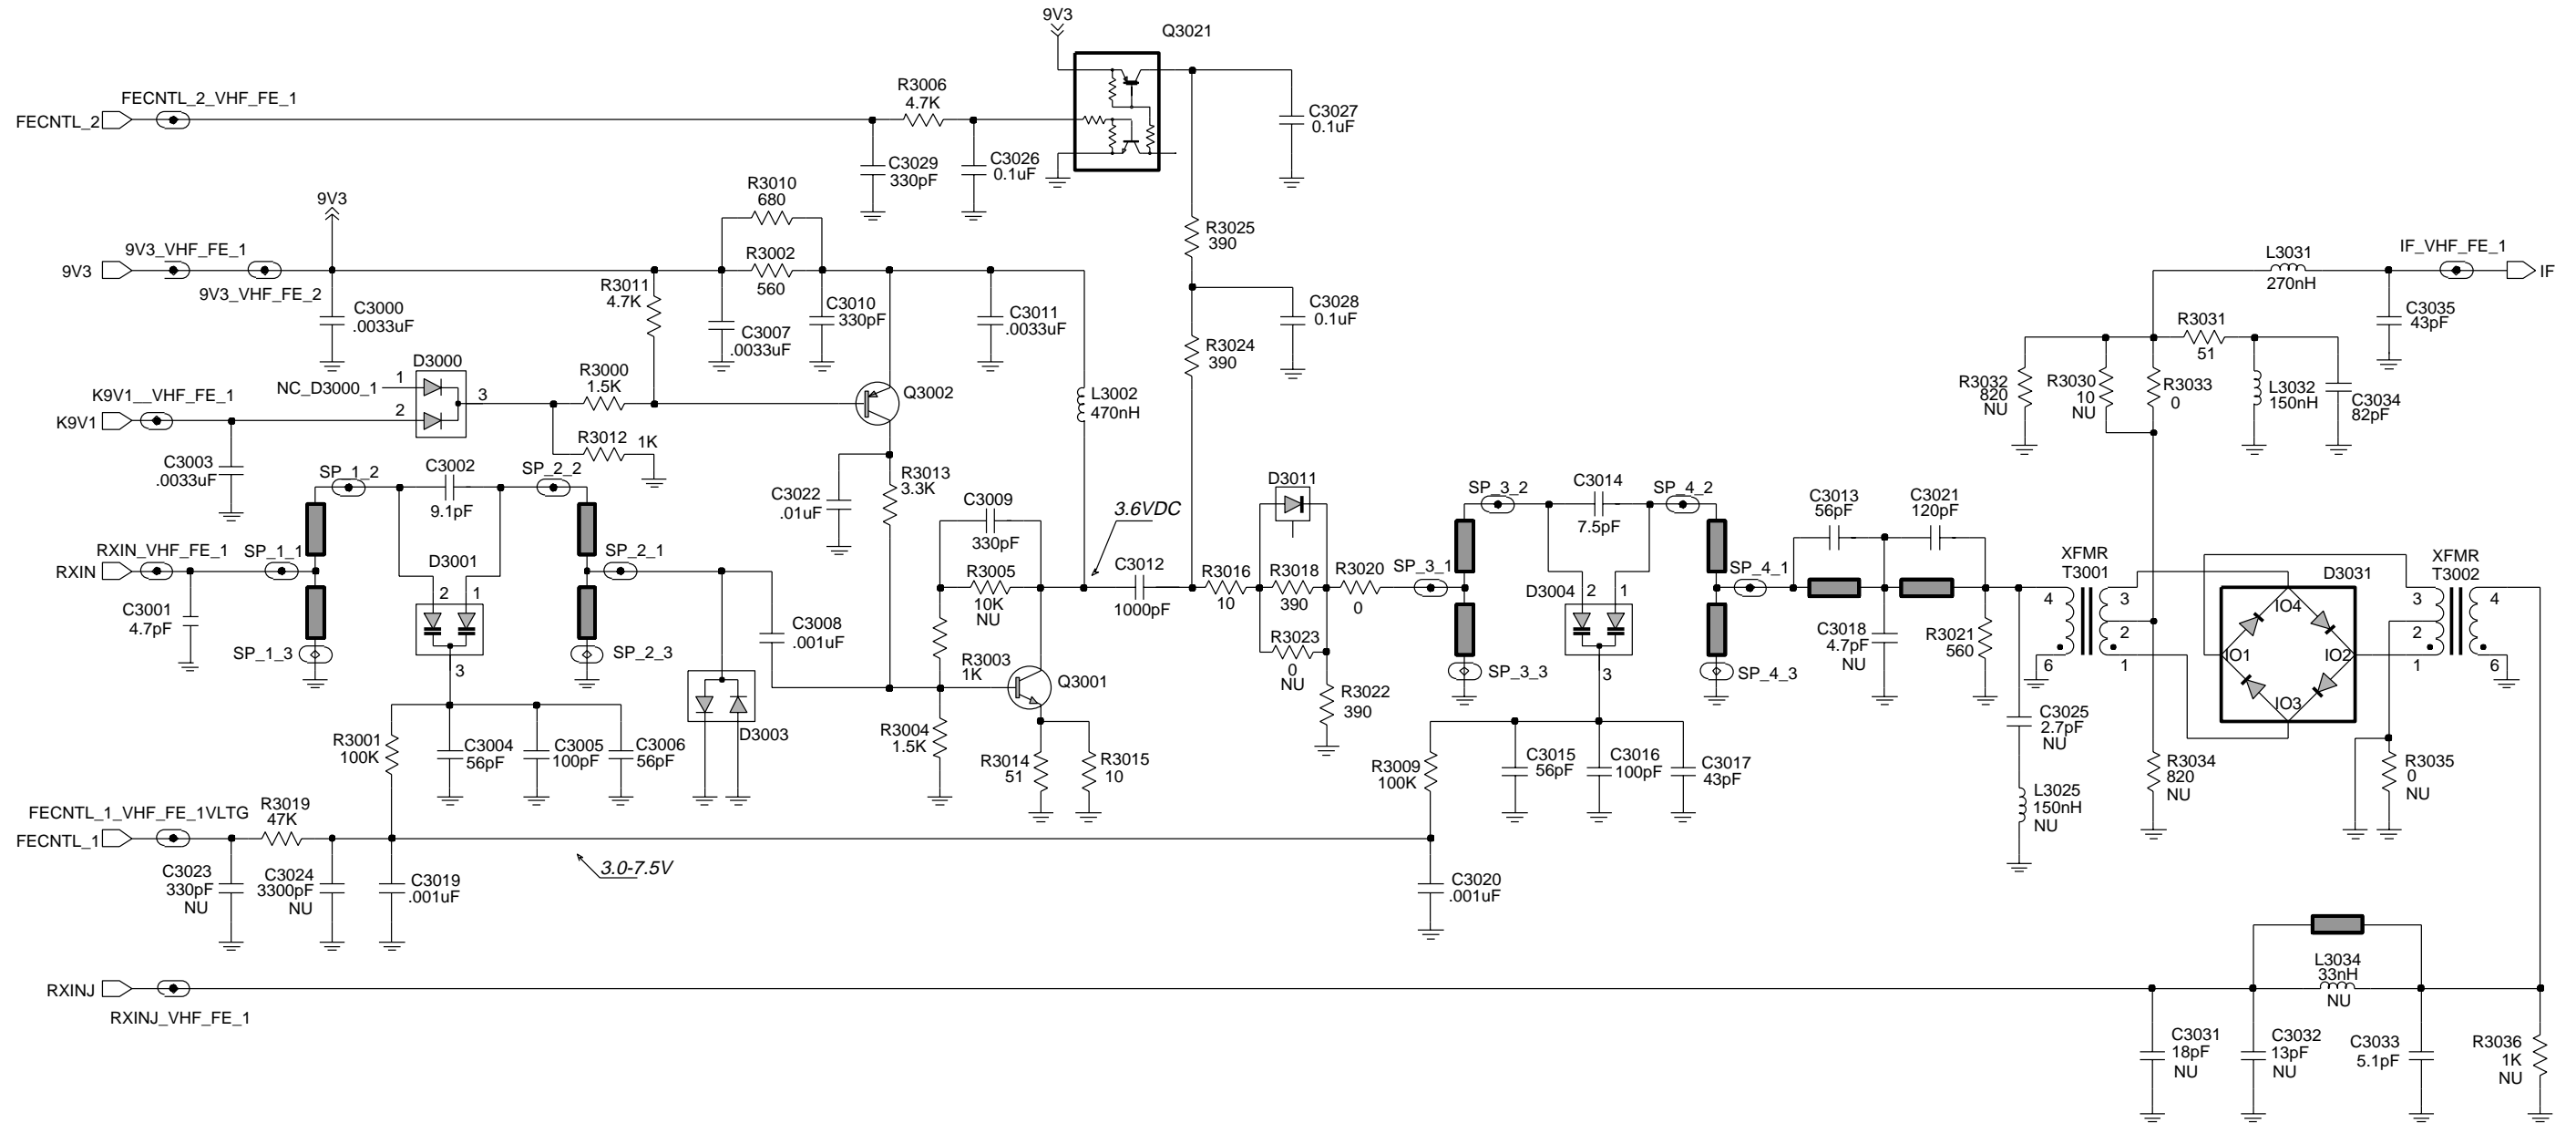 9V3
Q3021
FECNTL_2_VHF_FE_1
FECNTL_2
R3006
4.7K
C3029
330pF
C3026
0.1uF
C3027
0.1uF
9V3
9V3_VHF_FE_1
9V3
9V3_VHF_FE_2
C3000
.0033uF
R3010
680
R3002
560
R3011
4.7K
C3007
.0033uF
C3010
330pF
C3011
.0033uF
R3025
390
C3028
0.1uF
R3024
390
L3031
270nH
IF_VHF_FE_1
IF
C3035
43pF
R3031
51
R3032
820
NU
R3030
10
NU
R3033
0
L3032
150nH
C3034
82pF
D3000
NC_D3000_1
1
2
3
K9V1__VHF_FE_1
K9V1
C3003
.0033uF
R3000
1.5K
R3012
1K
Q3002
L3002
470nH
SP_1_2
C3002
9.1pF
SP_2_2
C3022
.01uF
R3013
3.3K
C3009
330pF
3.6VDC
D3011
SP_3_2
C3014
7.5pF
SP_4_2
C3013
56pF
C3021
120pF
RXIN_VHF_FE_1
RXIN
SP_1_1
SP_2_1
D3001
2
1
3
C3001
4.7pF
SP_1_3
SP_2_3
C3008
.001uF
R3005
10K
NU
C3012
1000pF
R3016
10
R3018
390
R3020
0
SP_3_1
R3023
0
NU
D3004
2
1
3
SP_4_1
C3018
4.7pF
NU
R3021
560
XFMR
T3001
4
3
2
6
1
D3031
IO4
IO1
IO2
IO3
XFMR
T3002
3
4
2
1
6
R3003
1K
Q3001
R3022
390
SP_3_3
SP_4_3
D3003
R3004
1.5K
R3014
51
R3015
10
R3001
100K
C3004
56pF
C3005
100pF
C3006
56pF
R3009
100K
C3015
56pF
C3016
100pF
C3017
43pF
C3025
2.7pF
NU
L3025
150nH
NU
R3034
820
NU
R3035
0
NU
FECNTL_1_VHF_FE_1VLTG
FECNTL_1
R3019
47K
3.0-7.5V
C3023
330pF
NU
C3024
3300pF
NU
C3019
.001uF
C3020
.001uF
RXINJ
RXINJ_VHF_FE_1
L3034
33nH
NU
C3031
18pF
NU
C3032
13pF
NU
C3033
5.1pF
R3036
1K
NU